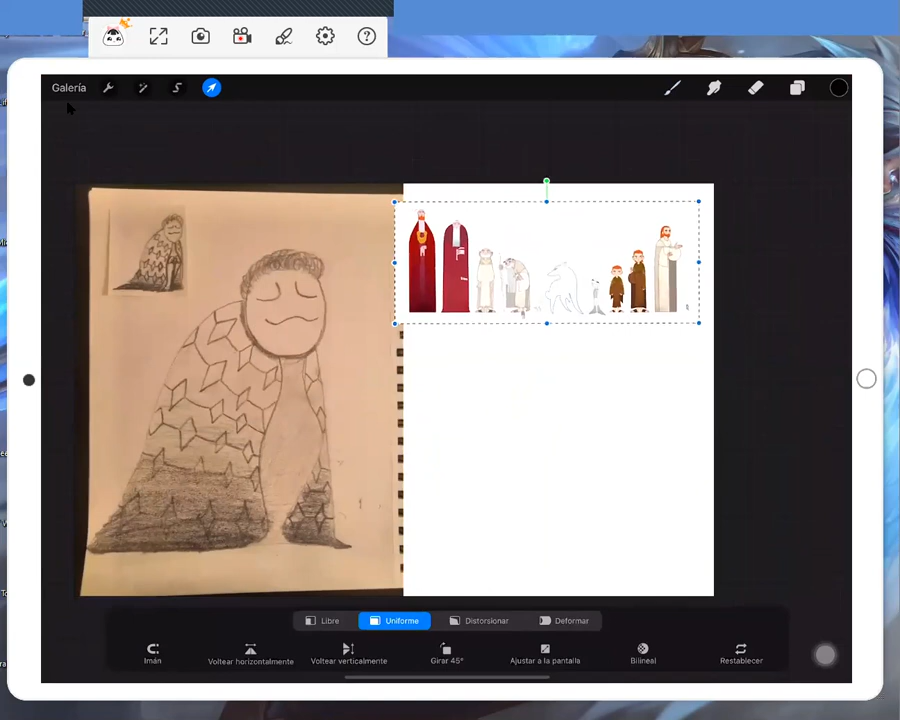 Galería
Libre
Uniforme
Distorsionar
Deformar
Imán
Voltear horizontalmente
Voltear verticalmente
Girar 45°
Ajustar a la pantalla
Bilineal
Restablecer